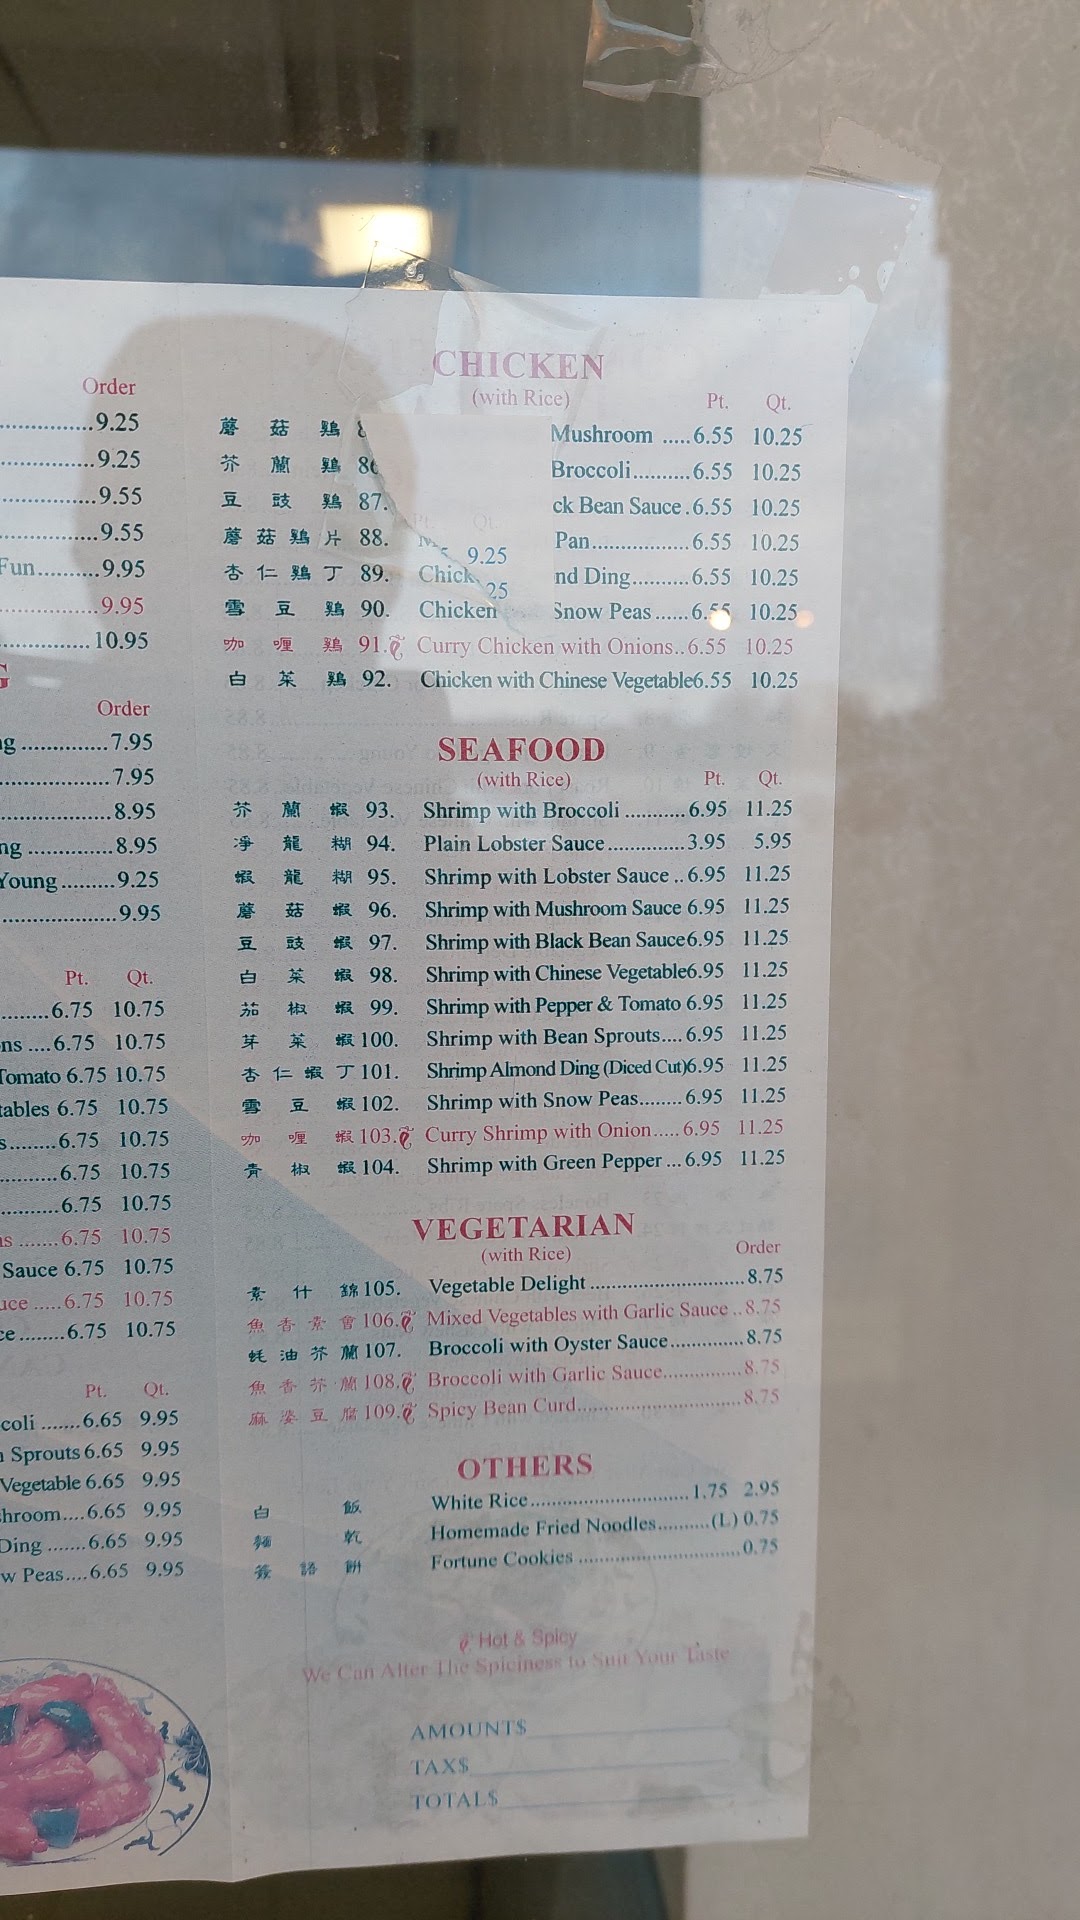 Order
9.25
9.25
9.55
9.55
Fun..........9.95
9.95
10.95
G
Order
7.95
7.95
8.95
8.95
Young.........9.25
9.95
Pt. Qt.
6.75 10.75
6.75 10.75
Tomato 6.75 10.75
6.75 10.75
6.75 10.75
6.75 10.75
6.75 10.75
6.75 10.75
Sauce 6.75 10.75
6.75 10.75
6.75 10.75
Pt. Qt.
6.65 9.95
Sprouts 6.65 9.95
Vegetable 6.65 9.95
6.65 9.95
Ding .......6.65 9.95
Peas....6.65 9.95
CHICKEN
(with Rice)
Pt. Qt.
蘑菇鷄 Mushroom .....6.55 10.25
芥蘭鷄 Broccoli..........6.55 10.25
豆豉鷄 87. Bean Sauce.6.55 10.25
蘑菇鷄片 88. Pan.................6.55 10.25
9.25
杏仁鷄丁 89. Ding..........6.55 10.25
雪豆鷄 90. Chicken Snow Peas ......6.55 10.25
咖喱鷄 91. Curry Chicken with Onions..6.55 10.25
白菜鷄 92. Chicken with Chinese Vegetable6.55 10.25
SEAFOOD
(with Rice) Pt. Qt.
芥蘭蝦 93. Shrimp with Broccoli ...........6.95 11.25
凈龍糊 94. Plain Lobster Sauce..............3.95 5.95
蝦龍糊 95. Shrimp with Lobster Sauce ..6.95 11.25
蘑菇蝦 96. Shrimp with Mushroom Sauce 6.95 11.25
豆豉蝦 97. Shrimp with Black Bean Sauce6.95 11.25
白菜蝦 98. Shrimp with Chinese Vegetable6.95 11.25
茄椒蝦 99. Shrimp with Pepper & Tomato 6.95 11.25
芽菜蝦 100. Shrimp with Bean Sprouts....6.95 11.25
杏仁蝦丁 101. Shrimp Almond Ding (Diced Cut)6.95 11.25
雪豆蝦 102. Shrimp with Snow Peas........6.95 11.25
咖喱蝦 103. Curry Shrimp with Onion.....6.95 11.25
青椒蝦 104. Shrimp with Green Pepper ...6.95 11.25
VEGETARIAN
(with Rice) Order
素什錦 105. Vegetable Delight ............................8.75
魚香素會 106. Mixed Vegetables with Garlic Sauce ..8.75
蚝油芥蘭 107. Broccoli with Oyster Sauce.............8.75
魚香芥蘭 108. Broccoli with Garlic Sauce..............8.75
麻婆豆腐 109. Spicy Bean Curd.............................8.75
OTHERS
白飯 White Rice.............................1.75 2.95
麵乾 Homemade Fried Noodles..........(L) 0.75
簽語餅 Fortune Cookies .............................0.75
Hot & Spicy
We Can Alter The Spiciness to Suit Your Taste
AMOUNT$
TAX$
TOTAL$